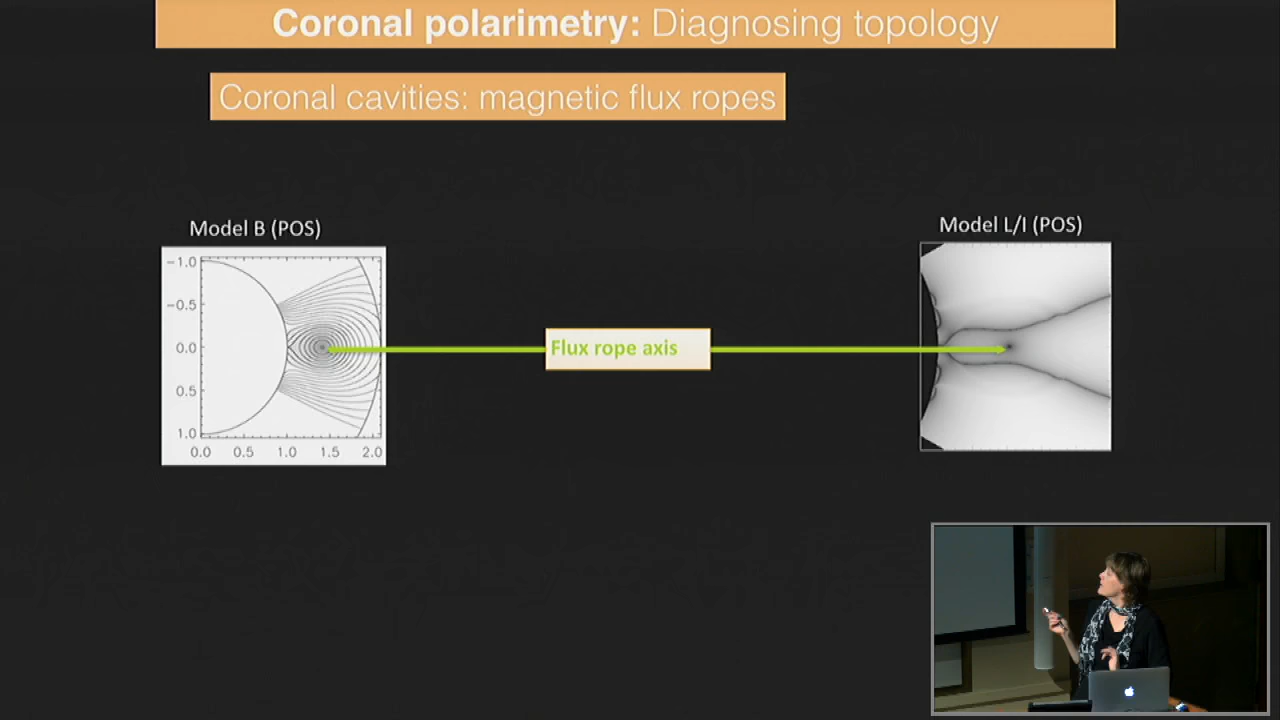 Coronal polarimetry: Diagnosing topology
Coronal cavities: magnetic flux ropes
Model B (POS)
Model L/I (POS)
−1.0
−0.5
0.0
0.5
1.0
0.0 0.5 1.0 1.5 2.0
Flux rope axis